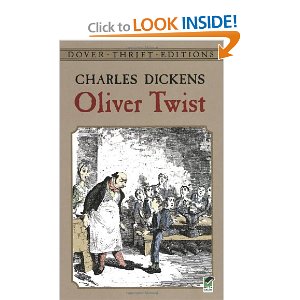 Click to LOOK INSIDE!
DOVER · THRIFT · EDITIONS
CHARLES DICKENS
Oliver Twist